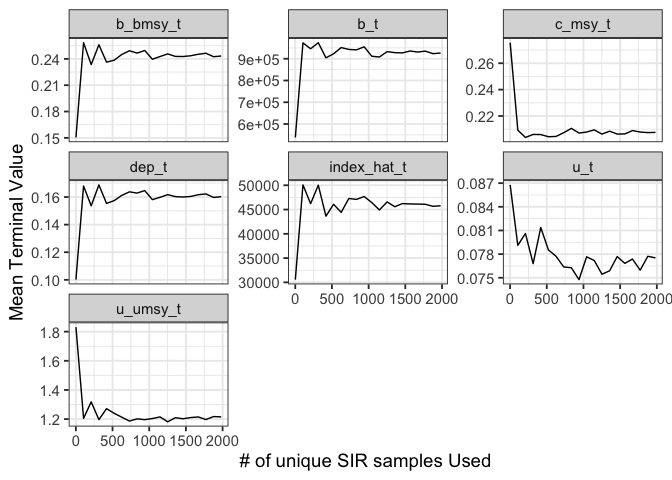 b_bmsy_t b_t c_msy_t
0.24 9e+05 0.26
0.21 8e+05
0.18 7e+05 0.22
0.15 6e+05
dep_t index_hat_t u_t
0.16 50000 0.087
45000 0.084
0.14 0.081
40000
0.12 35000 0.078
0.10 30000 0.075
0 500 1000 1500 2000 0 500 1000 1500 2000
u_umsy_t
1.8
1.6
1.4
1.2
0 500 1000 1500 2000
Mean Terminal Value
# of unique SIR samples Used